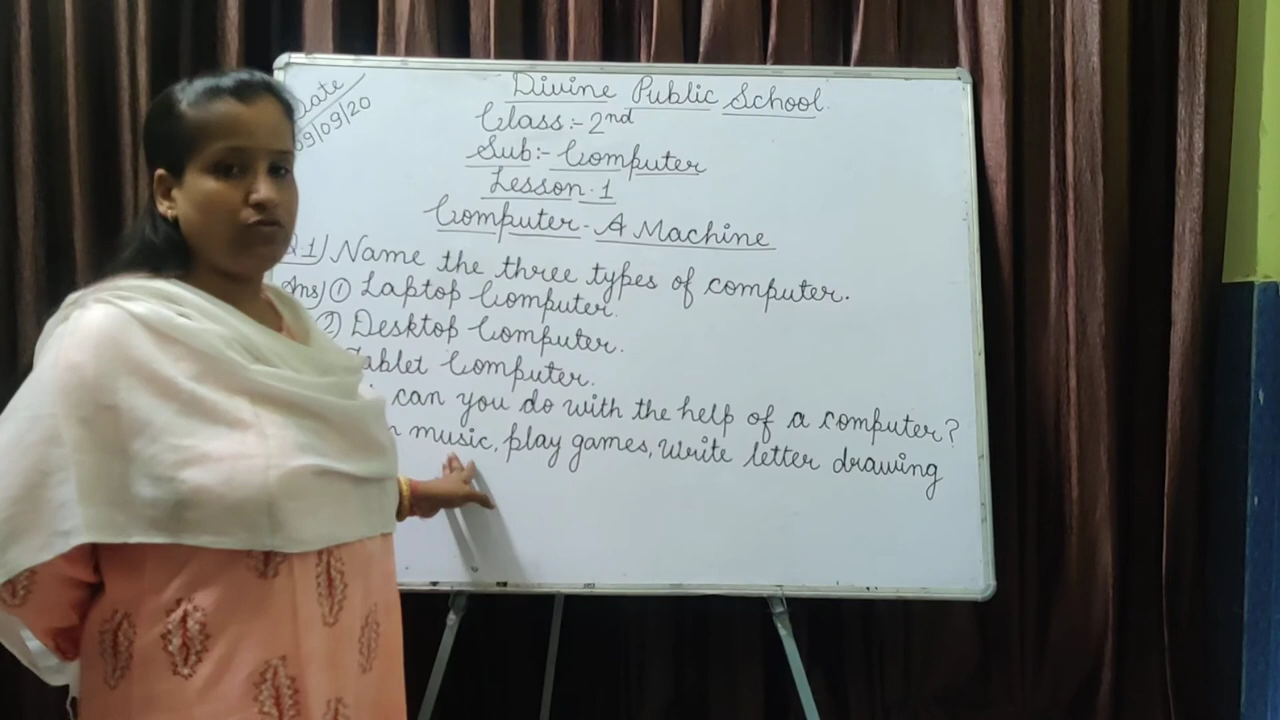 Date
09/09/20
Divine Public School.
Class:- 2nd
Sub:- Computer
Lesson.1
Computer - A Machine
Q.1) Name the three types of computer.
Ans) ① Laptop Computer.
② Desktop Computer.
Tablet Computer.
can you do with the help of a computer?
music, play games, write letter drawing